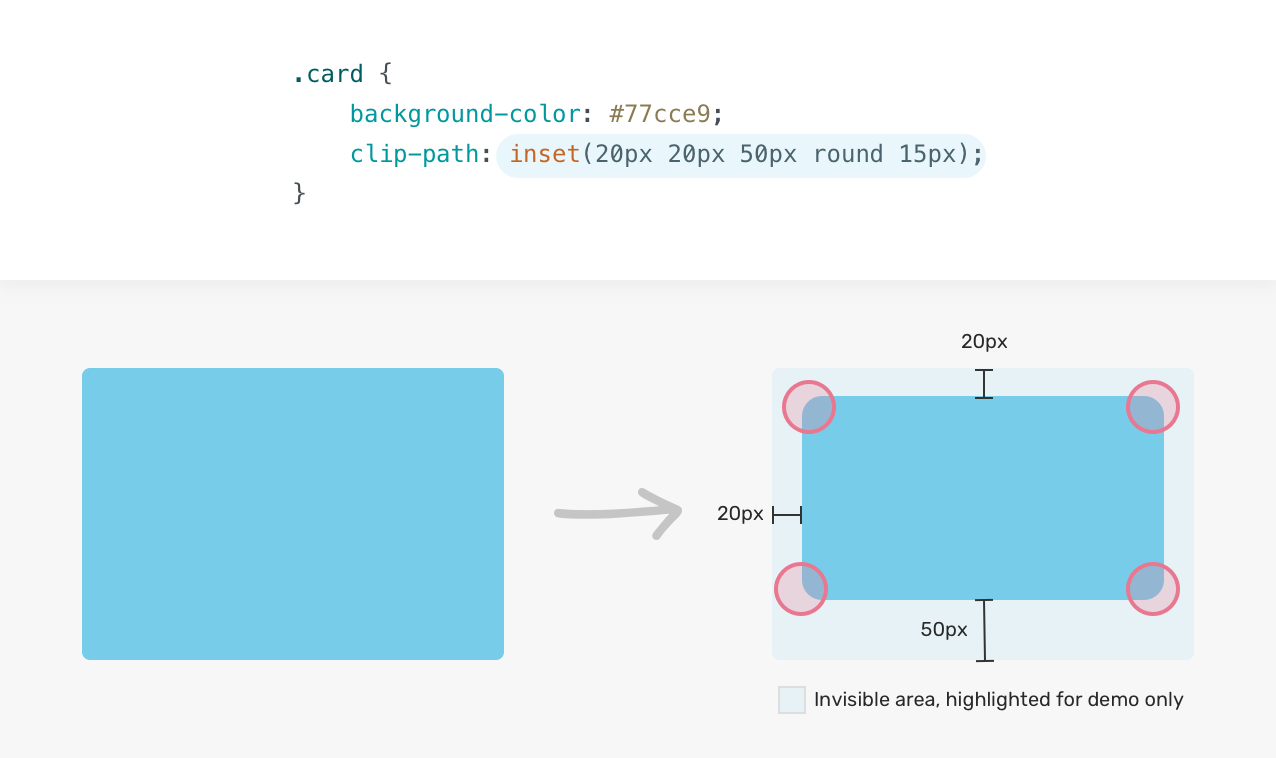 .card {
    background-color: #77cce9;
    clip-path: inset(20px 20px 50px round 15px);
}
20px
20px
50px
Invisible area, highlighted for demo only